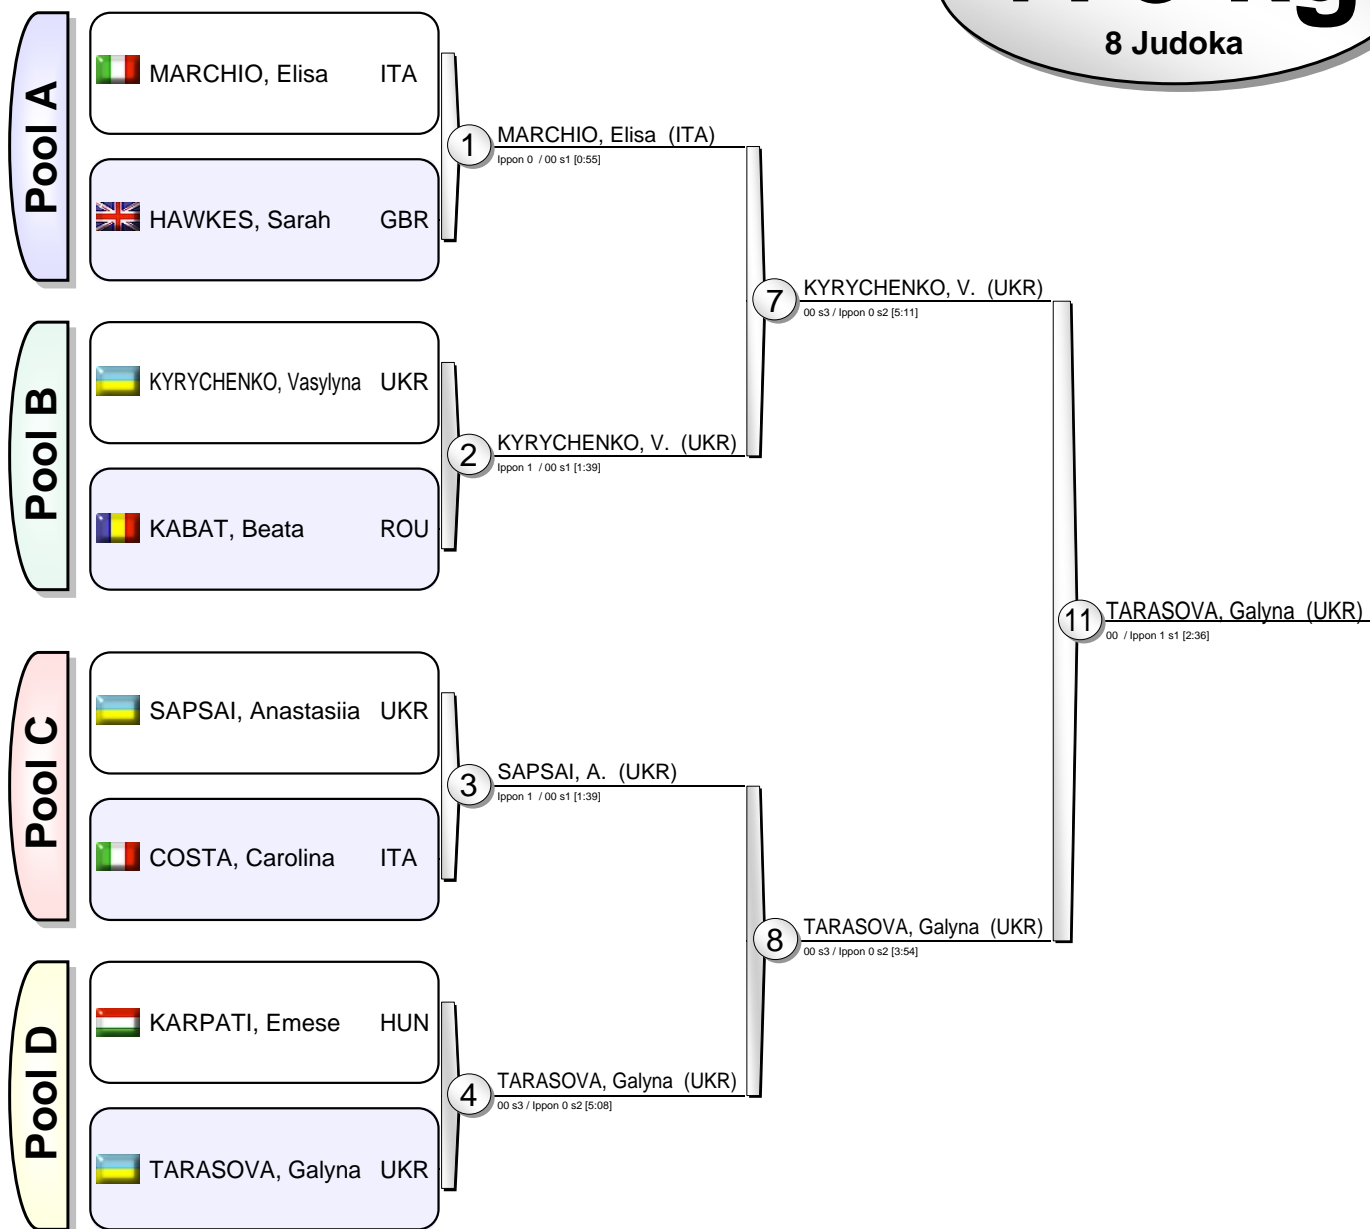 8 Judoka
Pool A
MARCHIO, Elisa ITA
HAWKES, Sarah GBR
1
MARCHIO, Elisa (ITA)
Ippon 0 / 00 s1 [0:55]
7
KYRYCHENKO, V. (UKR)
00 s3 / Ippon 0 s2 [5:11]
Pool B
KYRYCHENKO, Vasylyna UKR
KABAT, Beata ROU
2
KYRYCHENKO, V. (UKR)
Ippon 1 / 00 s1 [1:39]
11
TARASOVA, Galyna (UKR)
00 / Ippon 1 s1 [2:36]
Pool C
SAPSAI, Anastasiia UKR
COSTA, Carolina ITA
3
SAPSAI, A. (UKR)
Ippon 1 / 00 s1 [1:39]
8
TARASOVA, Galyna (UKR)
00 s3 / Ippon 0 s2 [3:54]
Pool D
KARPATI, Emese HUN
TARASOVA, Galyna UKR
4
TARASOVA, Galyna (UKR)
00 s3 / Ippon 0 s2 [5:08]